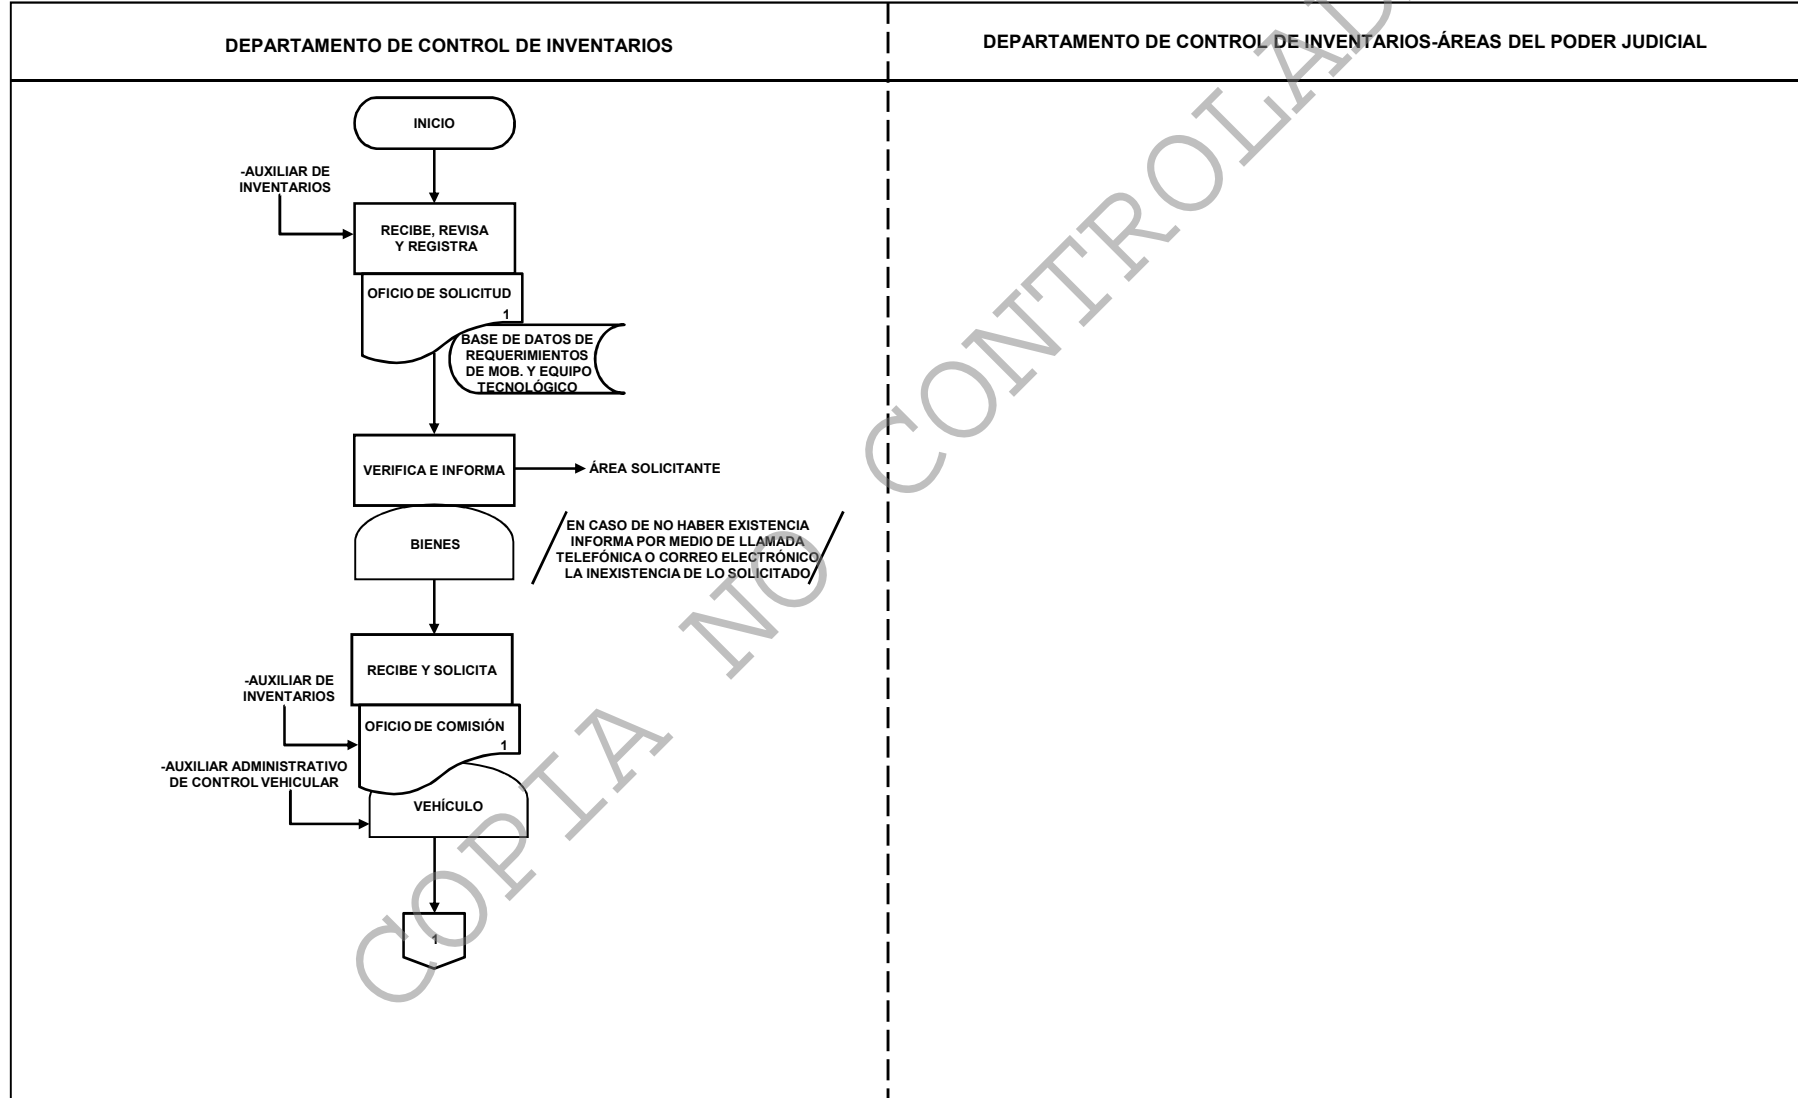 DEPARTAMENTO DE CONTROL DE INVENTARIOS
DEPARTAMENTO DE CONTROL DE INVENTARIOS-ÁREAS DEL PODER JUDICIAL
INICIO
-AUXILIAR DE
INVENTARIOS
RECIBE, REVISA
Y REGISTRA
OFICIO DE SOLICITUD
1
BASE DE DATOS DE
REQUERIMIENTOS
DE MOB. Y EQUIPO
TECNOLÓGICO
VERIFICA E INFORMA
ÁREA SOLICITANTE
BIENES
EN CASO DE NO HABER EXISTENCIA
INFORMA POR MEDIO DE LLAMADA
TELEFÓNICA O CORREO ELECTRÓNICO
LA INEXISTENCIA DE LO SOLICITADO
RECIBE Y SOLICITA
-AUXILIAR DE
INVENTARIOS
OFICIO DE COMISIÓN
1
-AUXILIAR ADMINISTRATIVO
DE CONTROL VEHICULAR
VEHÍCULO
1
COPIA NO CONTROLAD